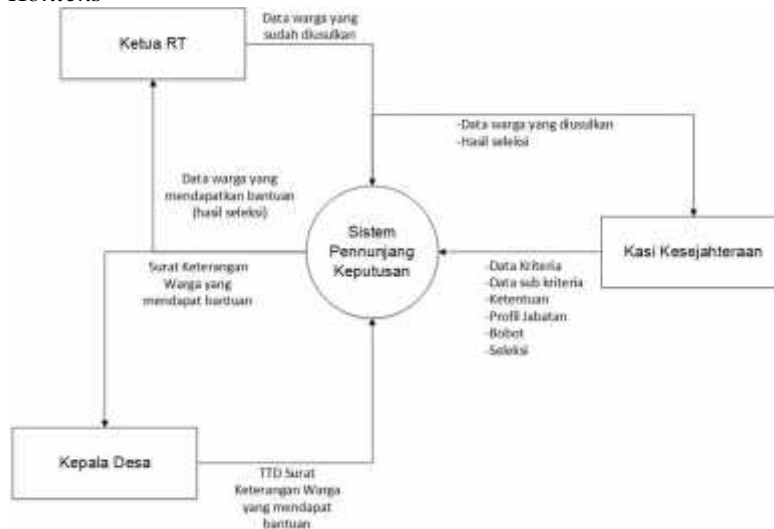 Ketua RT
Data warga yang
sudah diusulkan
-Data warga yang diusulkan
-Hasil seleksi
Data warga yang
mendapatkan bantuan
(hasil seleksi)
Sistem
Pennunjang
Keputusan
Kasi Kesejahteraan
Surat Keterangan
Warga yang
mendapat bantuan
-Data Kriteria
-Data sub kriteria
-Ketentuan
-Profil Jabatan
-Bobot
-Seleksi
Kepala Desa
TTD Surat
Keterangan Warga
yang mendapat
bantuan